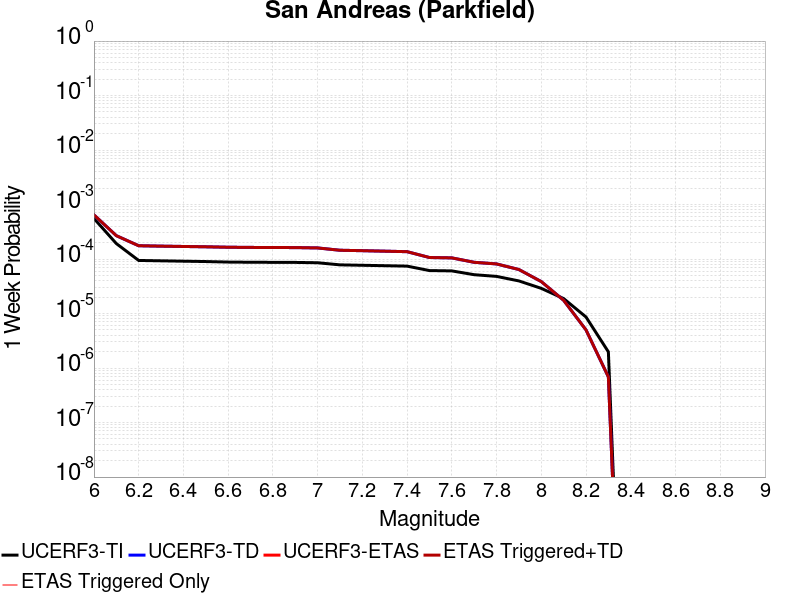 San Andreas (Parkfield)
10^0
10^-1
10^-2
10^-3
10^-4
10^-5
10^-6
10^-7
10^-8
1 Week Probability
6 6.2 6.4 6.6 6.8 7 7.2 7.4 7.6 7.8 8 8.2 8.4 8.6 8.8 9
Magnitude
UCERF3-TI UCERF3-TD UCERF3-ETAS ETAS Triggered+TD
ETAS Triggered Only